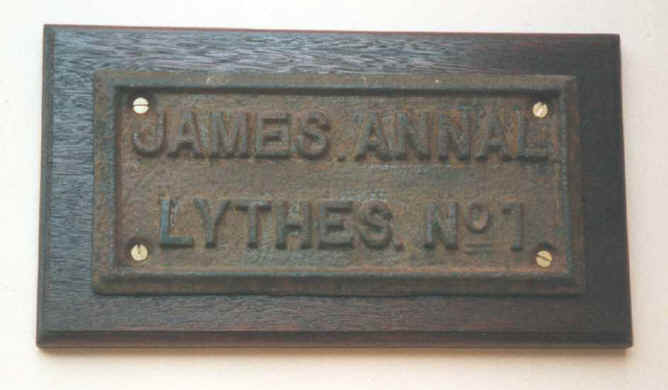 JAMES. ANNAL.
LYTHES. No 1